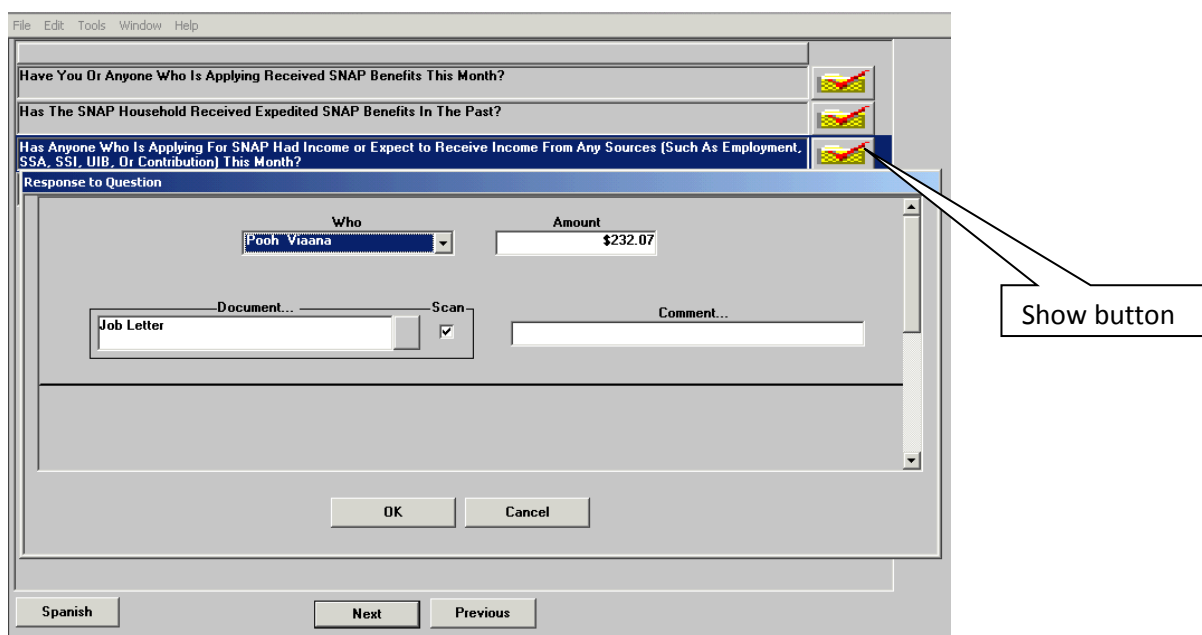 File Edit Tools Window Help
Have You Or Anyone Who Is Applying Received SNAP Benefits This Month?
Has The SNAP Household Received Expedited SNAP Benefits In The Past?
Has Anyone Who Is Applying For SNAP Had Income or Expect to Receive Income From Any Sources (Such As Employment,
SSA, SSI, UIB, Or Contribution) This Month?
Response to Question
Who Amount
Pooh Viaana $232.07
Document... Scan
Comment...
Job Letter
Show button
OK Cancel
Spanish Next Previous